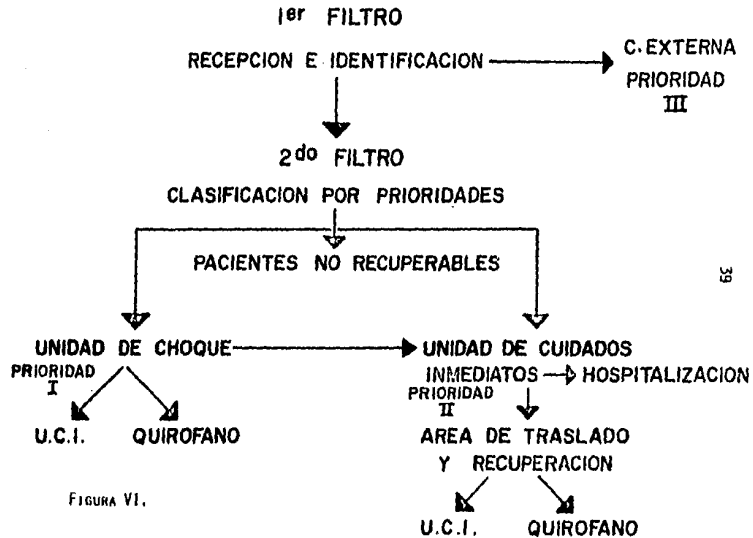 1er FILTRO
RECEPCION E IDENTIFICACION
C. EXTERNA
PRIORIDAD
III
2do FILTRO
CLASIFICACION POR PRIORIDADES
PACIENTES NO RECUPERABLES
39
UNIDAD DE CHOQUE
PRIORIDAD
I
U.C.I. QUIROFANO
UNIDAD DE CUIDADOS
INMEDIATOS HOSPITALIZACION
PRIORIDAD
II
AREA DE TRASLADO
Y RECUPERACION
U.C.I. QUIROFANO
FIGURA VI.